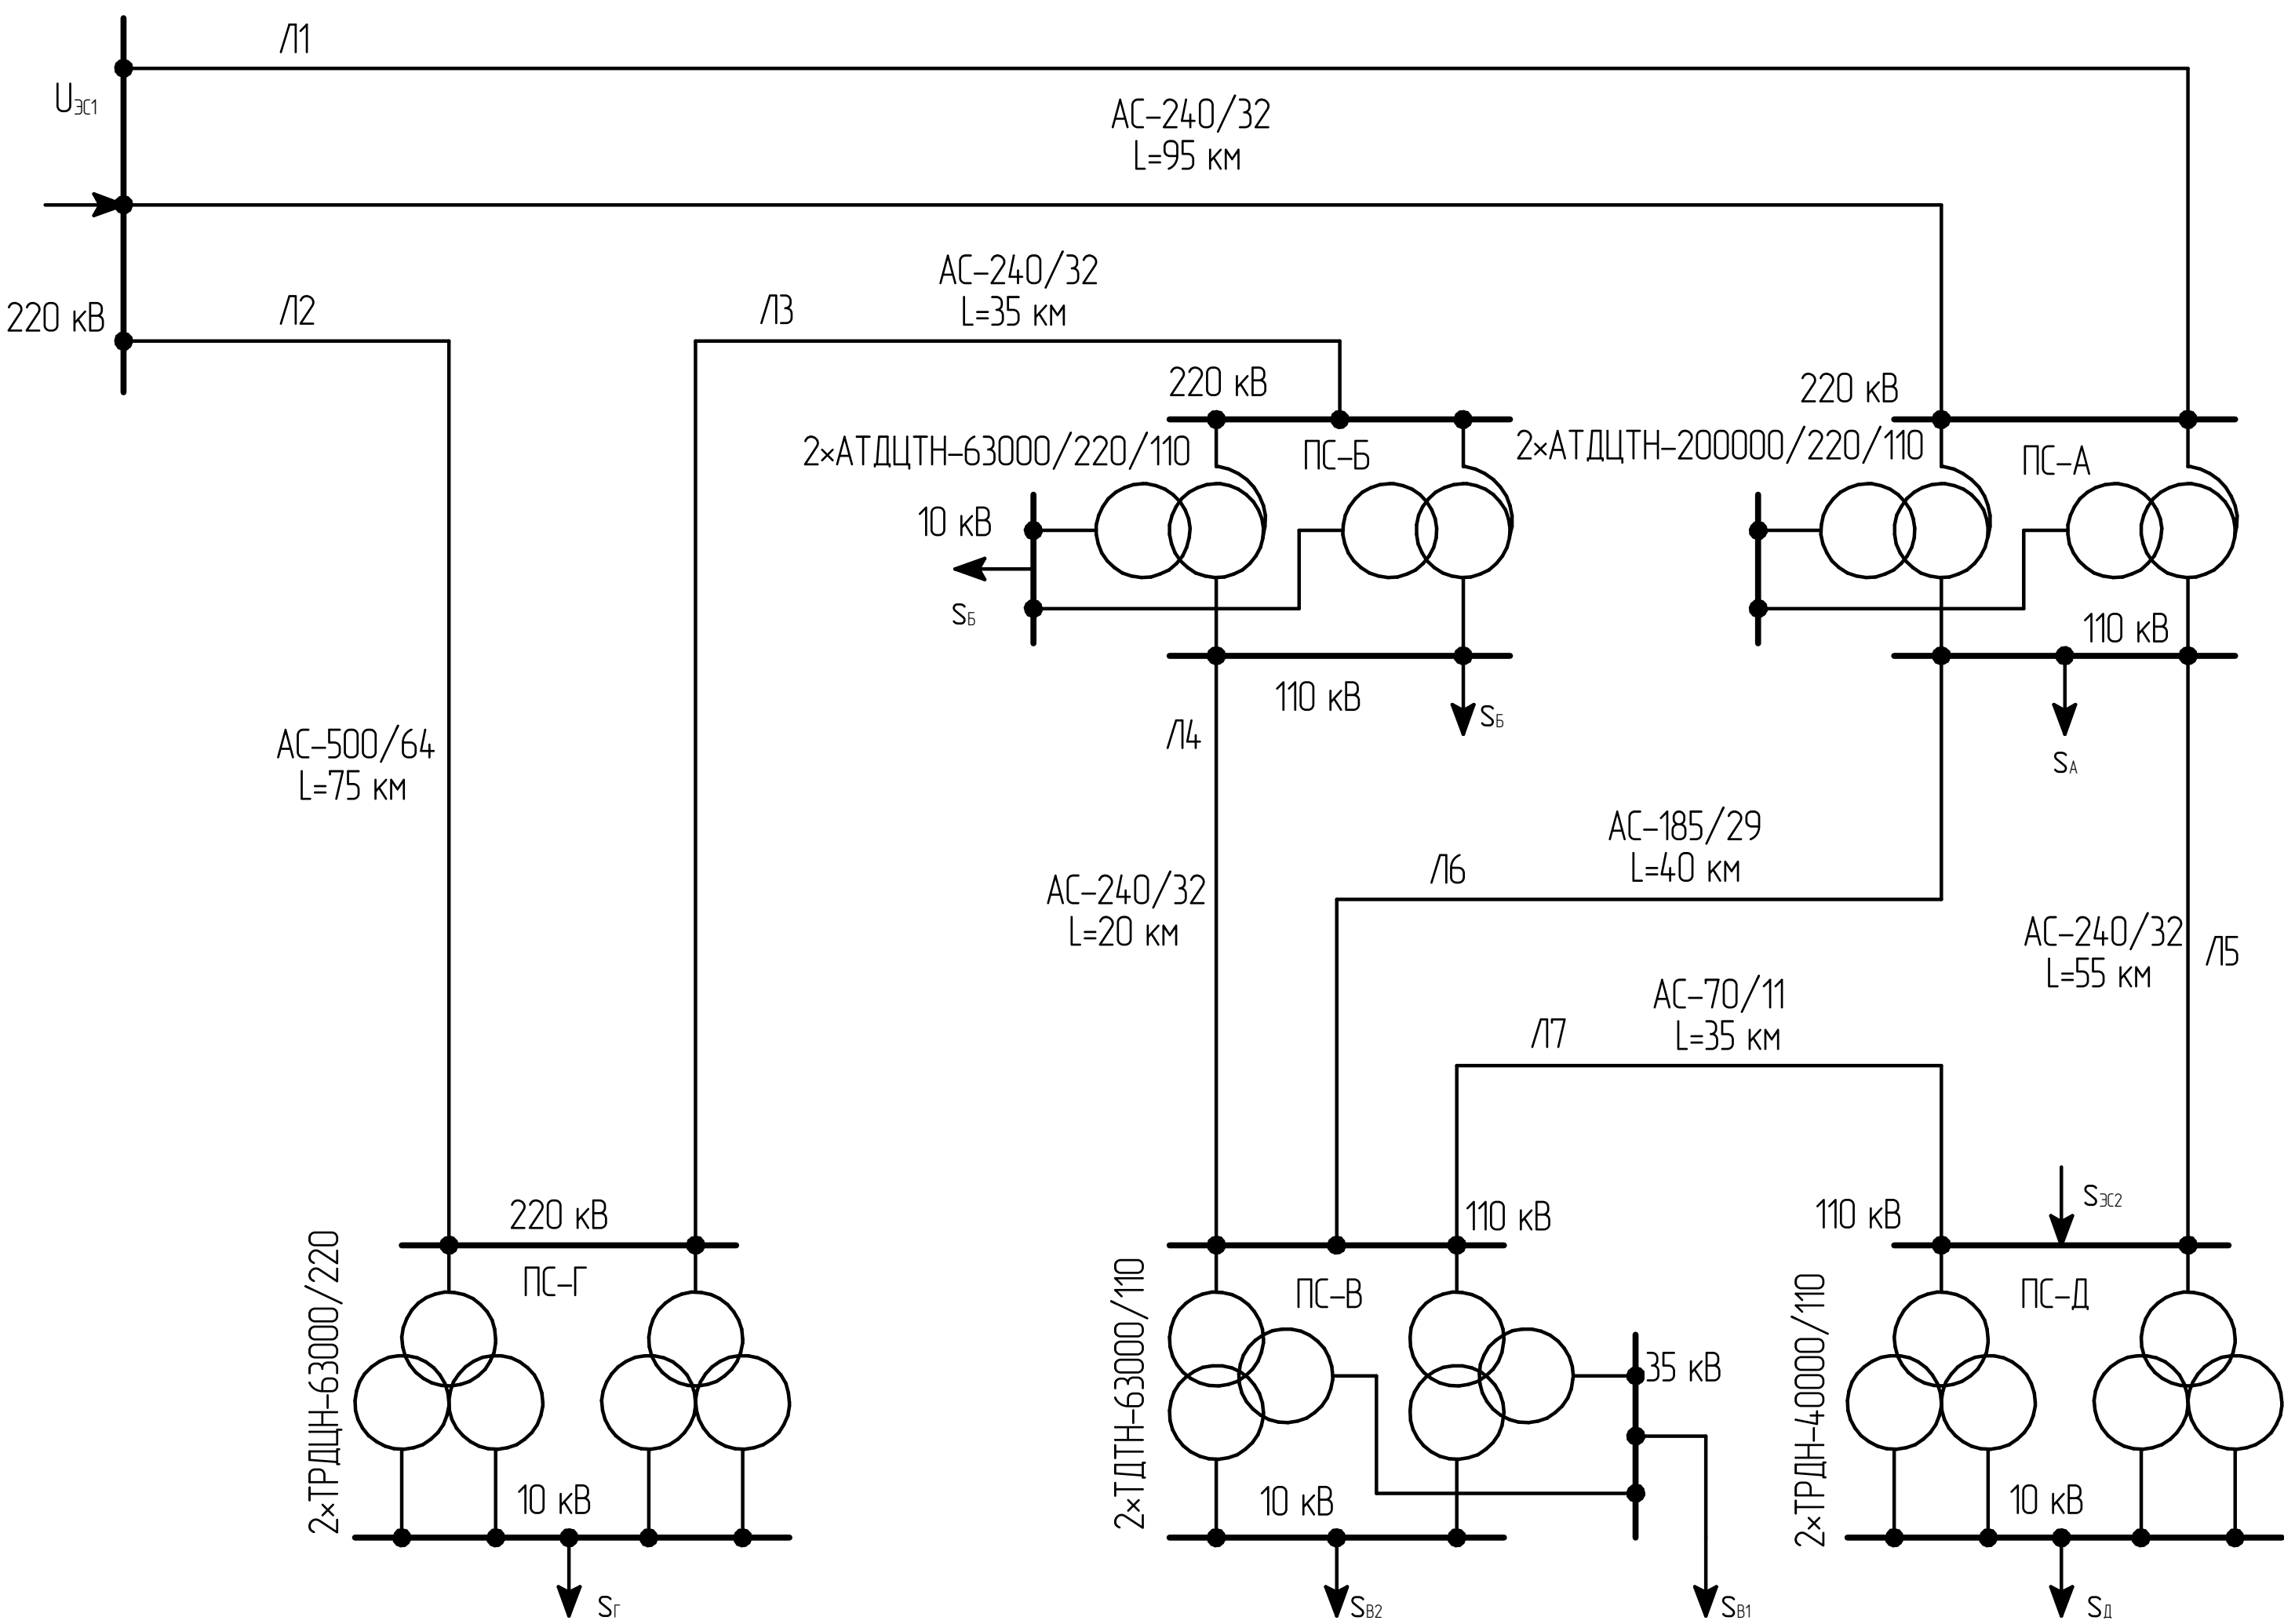 Л1
UЭС1
АС-240/32
L=95 км
АС-240/32
L=35 км
220 кВ
Л2
Л3
220 кВ
220 кВ
2×АТДЦТН-63000/220/110
ПС-Б
2×АТДЦТН-200000/220/110
ПС-А
10 кВ
SБ
110 кВ
110 кВ
SБ
Л4
SА
АС-500/64
L=75 км
АС-185/29
L=40 км
Л6
АС-240/32
L=20 км
АС-240/32
L=55 км
Л5
АС-70/11
L=35 км
Л7
220 кВ
110 кВ
110 кВ
SЭС2
2×ТРДЦН-63000/220
ПС-Г
2×ТДТН-63000/110
ПС-В
2×ТРДН-40000/110
ПС-Д
35 кВ
10 кВ
10 кВ
10 кВ
SГ
SВ2
SВ1
SД